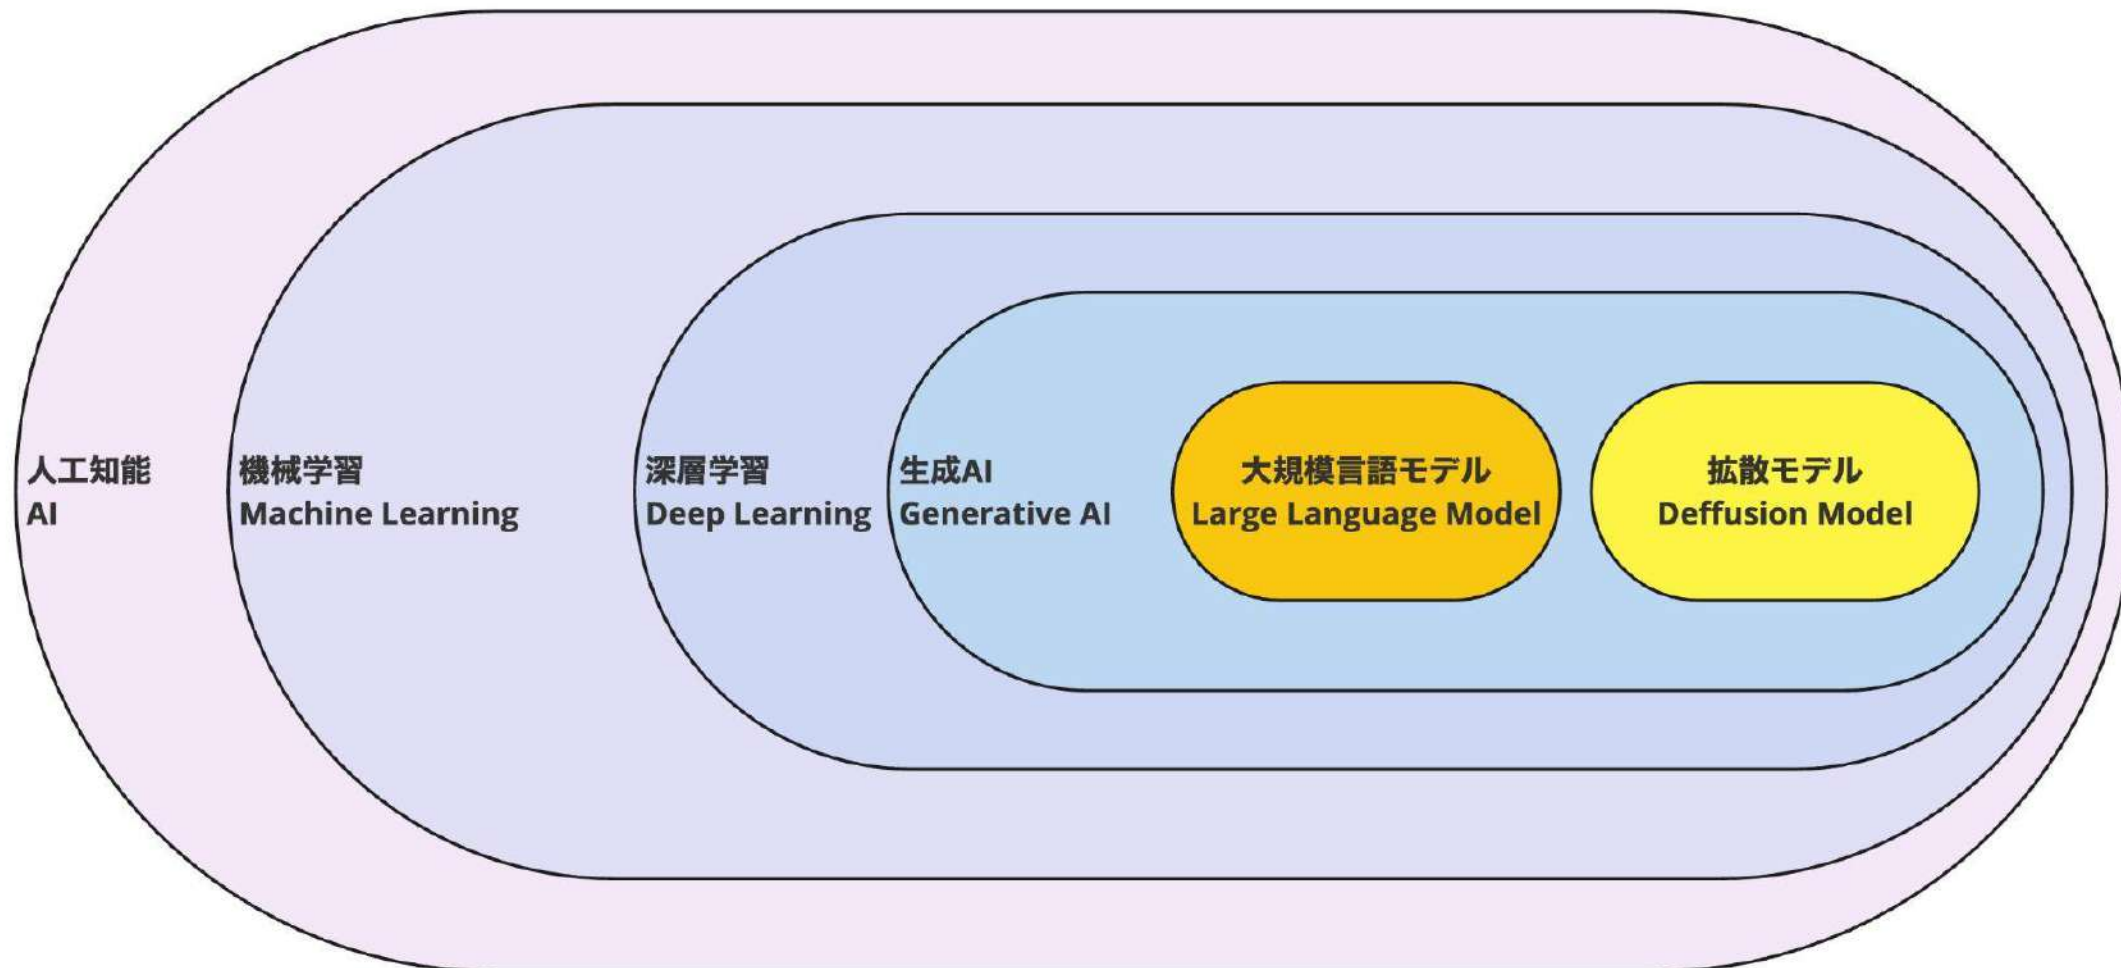 人工知能
AI
機械学習
Machine Learning
深層学習
Deep Learning
生成AI
Generative AI
大規模言語モデル
Large Language Model
拡散モデル
Deffusion Model